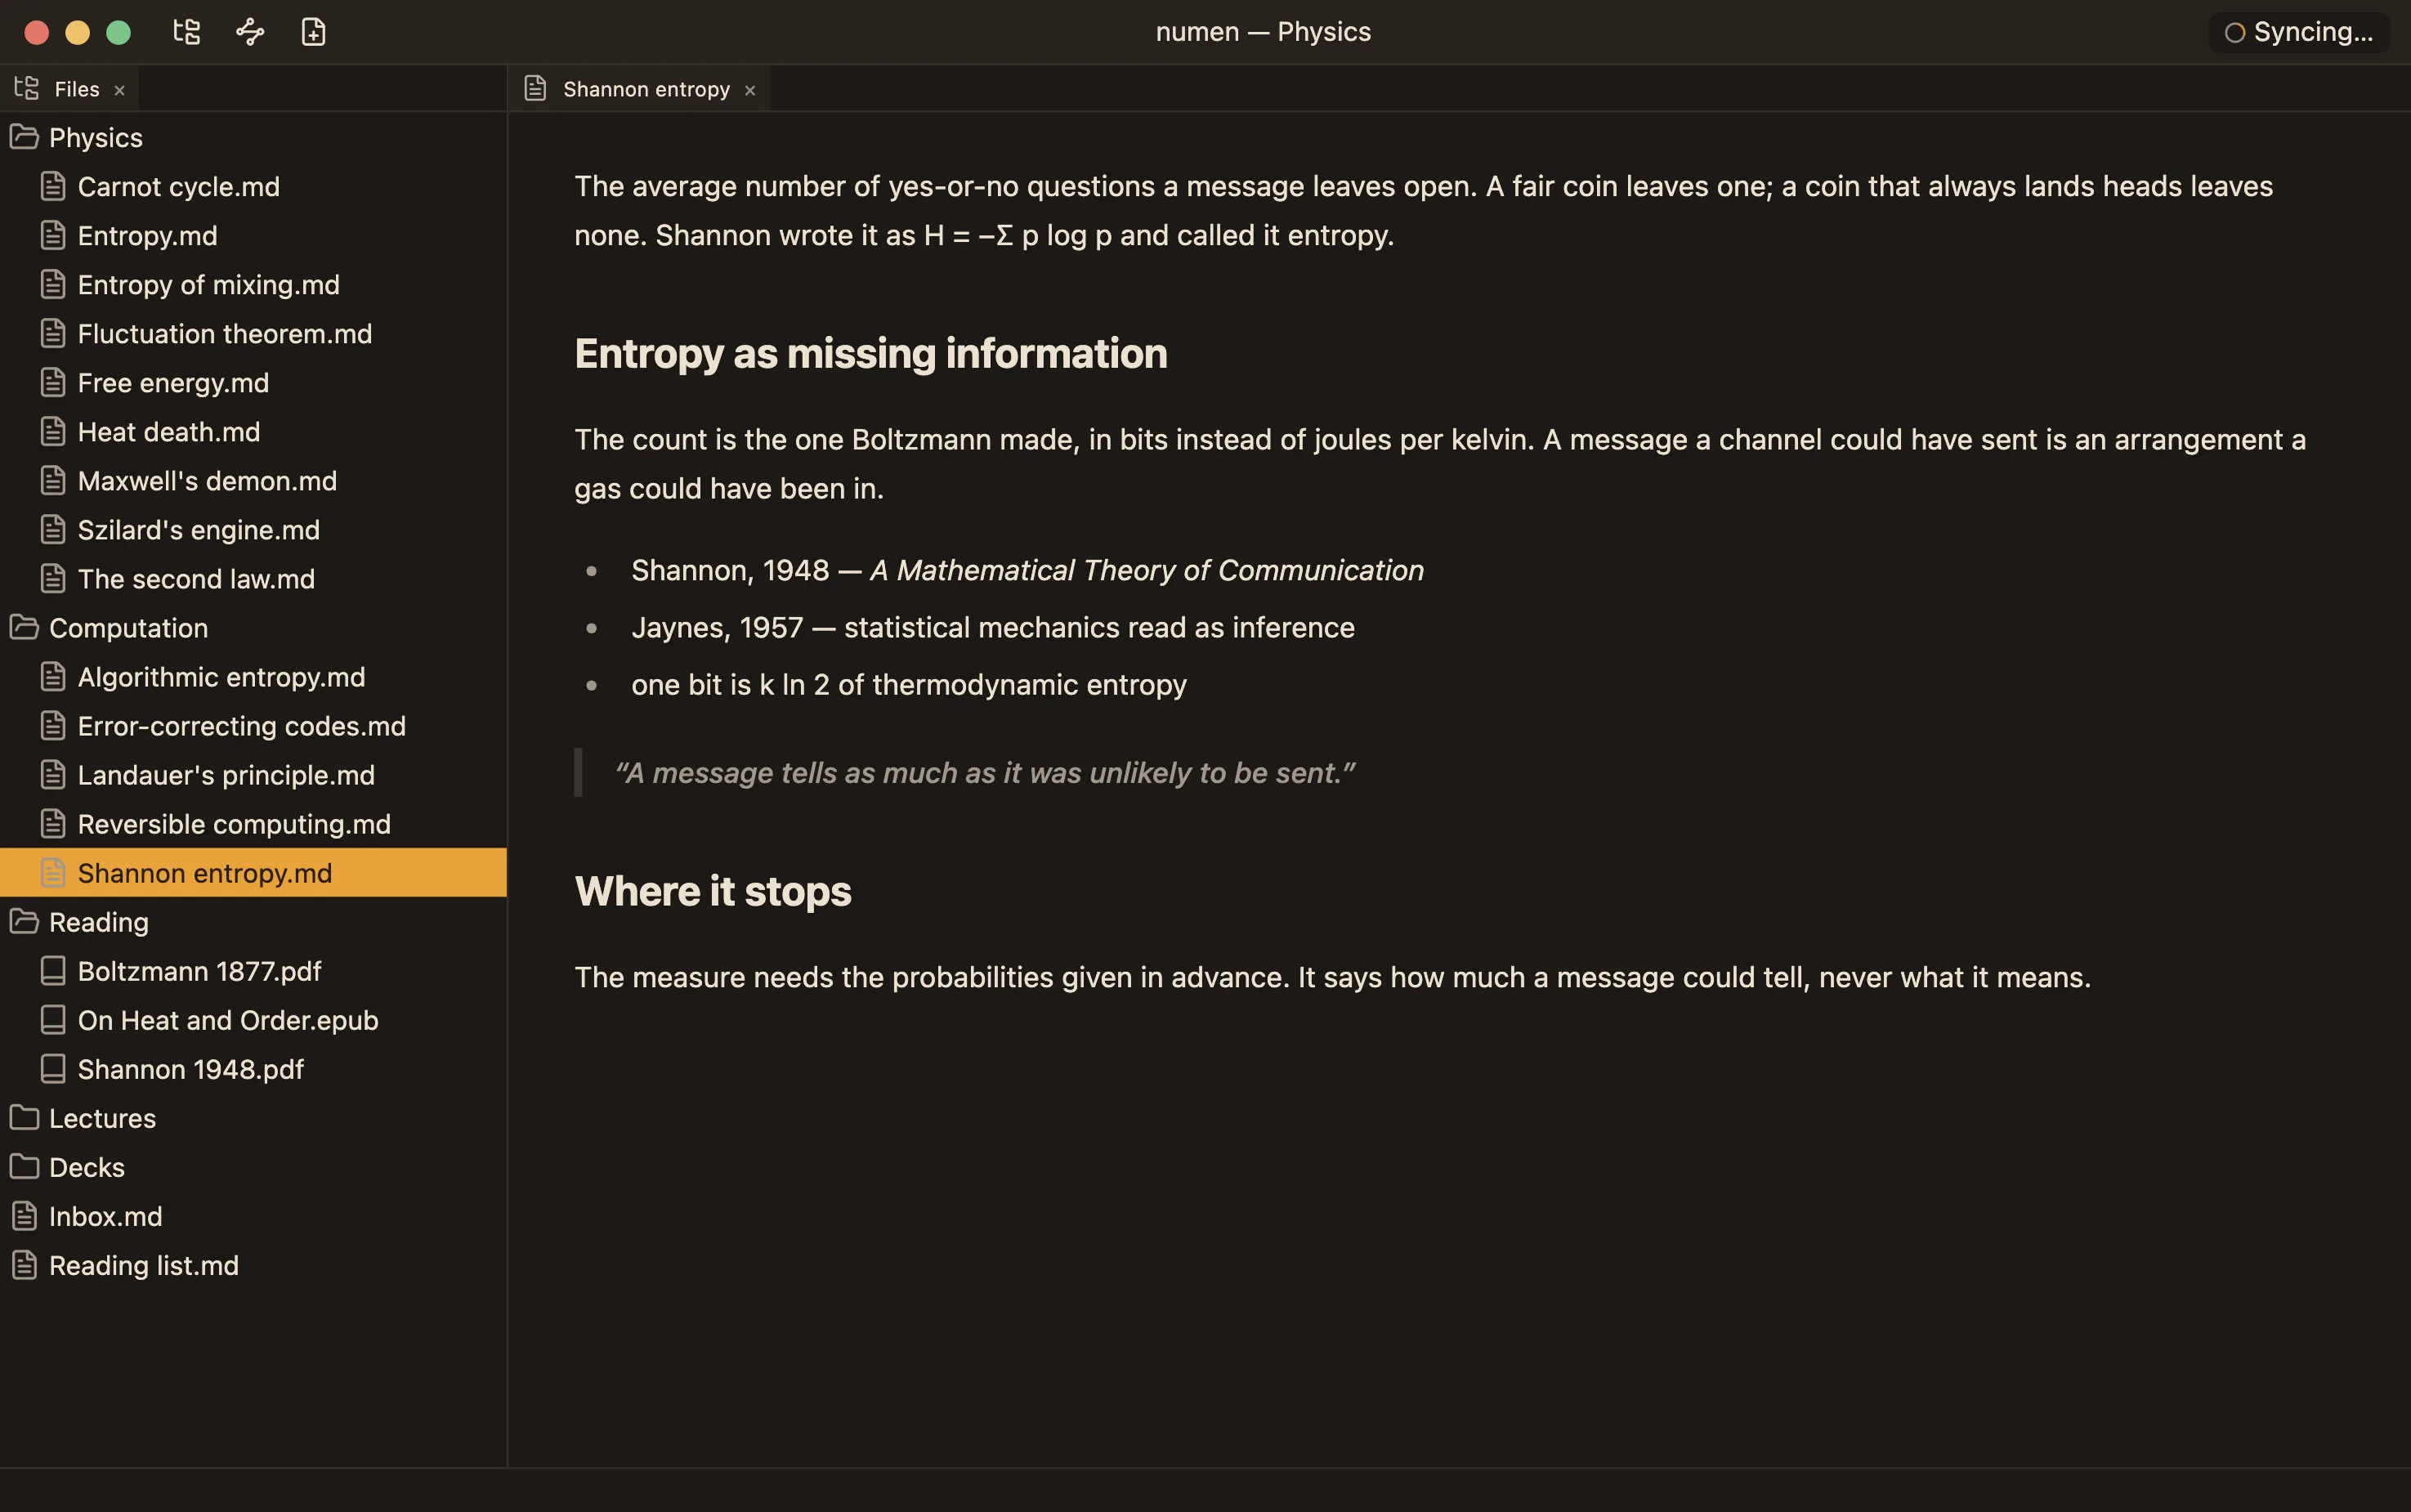 numen — Physics
Syncing...
Files
Shannon entropy
Physics
Carnot cycle.md
Entropy.md
Entropy of mixing.md
Fluctuation theorem.md
Free energy.md
Heat death.md
Maxwell's demon.md
Szilard's engine.md
The second law.md
Computation
Algorithmic entropy.md
Error-correcting codes.md
Landauer's principle.md
Reversible computing.md
Shannon entropy.md
Reading
Boltzmann 1877.pdf
On Heat and Order.epub
Shannon 1948.pdf
Lectures
Decks
Inbox.md
Reading list.md
The average number of yes-or-no questions a message leaves open. A fair coin leaves one; a coin that always lands heads leaves
none. Shannon wrote it as H = −Σ p log p and called it entropy.
Entropy as missing information
The count is the one Boltzmann made, in bits instead of joules per kelvin. A message a channel could have sent is an arrangement a
gas could have been in.
• Shannon, 1948 — A Mathematical Theory of Communication
• Jaynes, 1957 — statistical mechanics read as inference
• one bit is k ln 2 of thermodynamic entropy
“A message tells as much as it was unlikely to be sent.”
Where it stops
The measure needs the probabilities given in advance. It says how much a message could tell, never what it means.